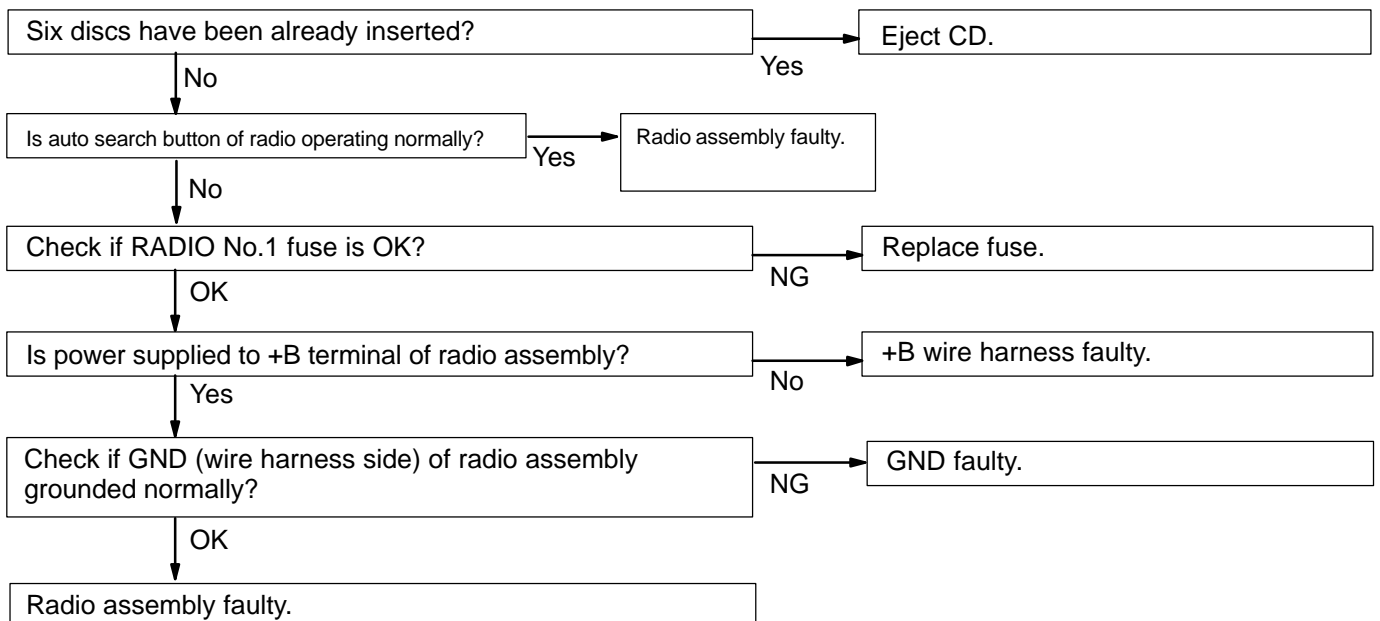 Six discs have been already inserted?
Eject CD.
Yes
No
Is auto search button of radio operating normally?
Radio assembly faulty.
Yes
No
Check if RADIO No.1 fuse is OK?
Replace fuse.
NG
OK
Is power supplied to +B terminal of radio assembly?
+B wire harness faulty.
No
Yes
Check if GND (wire harness side) of radio assembly
grounded normally?
GND faulty.
NG
OK
Radio assembly faulty.